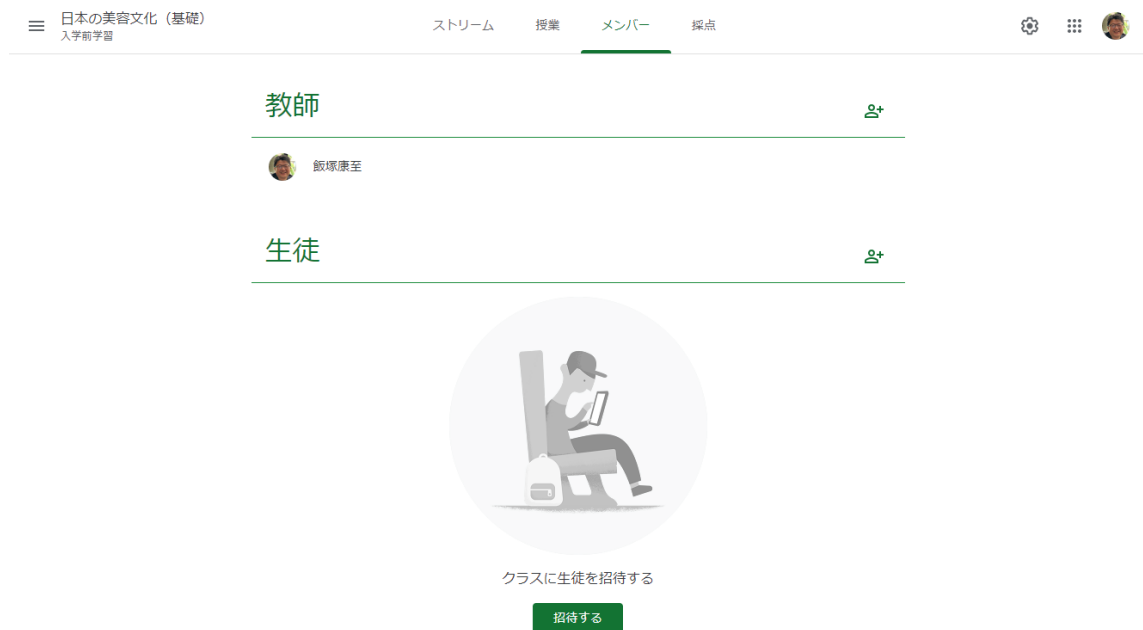 日本の美容文化（基礎）
入学前学習
ストリーム
授業
メンバー
採点
教師
飯塚康至
生徒
クラスに生徒を招待する
招待する